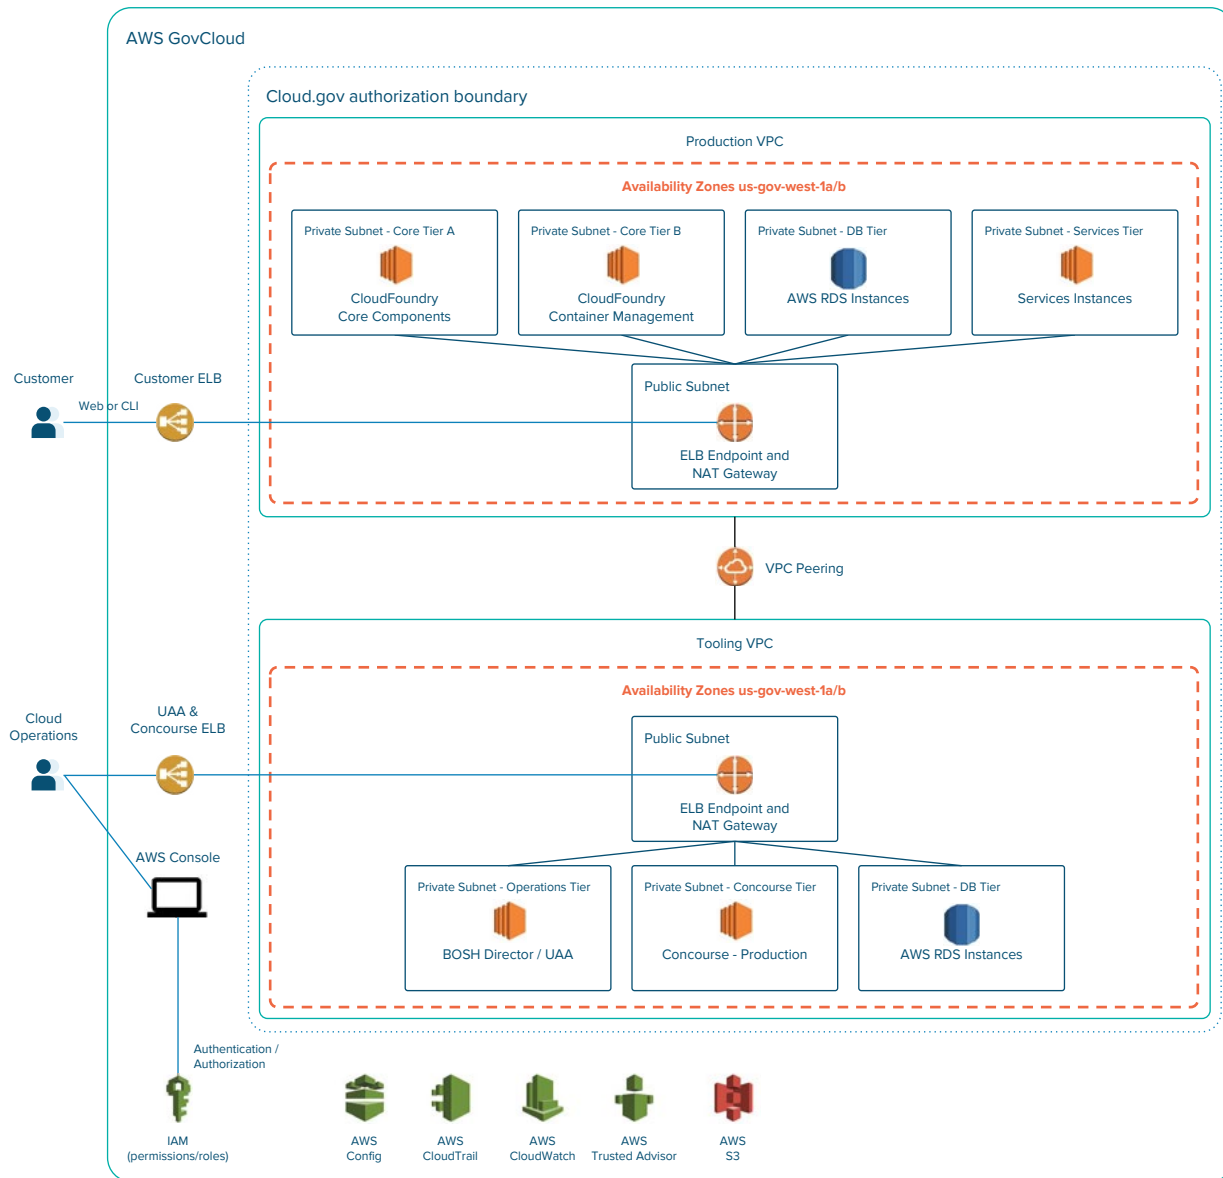 AWS GovCloud
Cloud.gov authorization boundary
Production VPC
Availability Zones us-gov-west-1a/b
Private Subnet - Core Tier A
CloudFoundry
Core Components
Private Subnet - Core Tier B
CloudFoundry
Container Management
Private Subnet - DB Tier
AWS RDS Instances
Private Subnet - Services Tier
Services Instances
Customer
Web or CLI
Customer ELB
Public Subnet
ELB Endpoint and
NAT Gateway
VPC Peering
Tooling VPC
Availability Zones us-gov-west-1a/b
Cloud
Operations
UAA &
Concourse ELB
Public Subnet
ELB Endpoint and
NAT Gateway
AWS Console
Private Subnet - Operations Tier
BOSH Director / UAA
Private Subnet - Concourse Tier
Concourse - Production
Private Subnet - DB Tier
AWS RDS Instances
Authentication /
Authorization
IAM
(permissions/roles)
AWS
Config
AWS
CloudTrail
AWS
CloudWatch
AWS
Trusted Advisor
AWS
S3